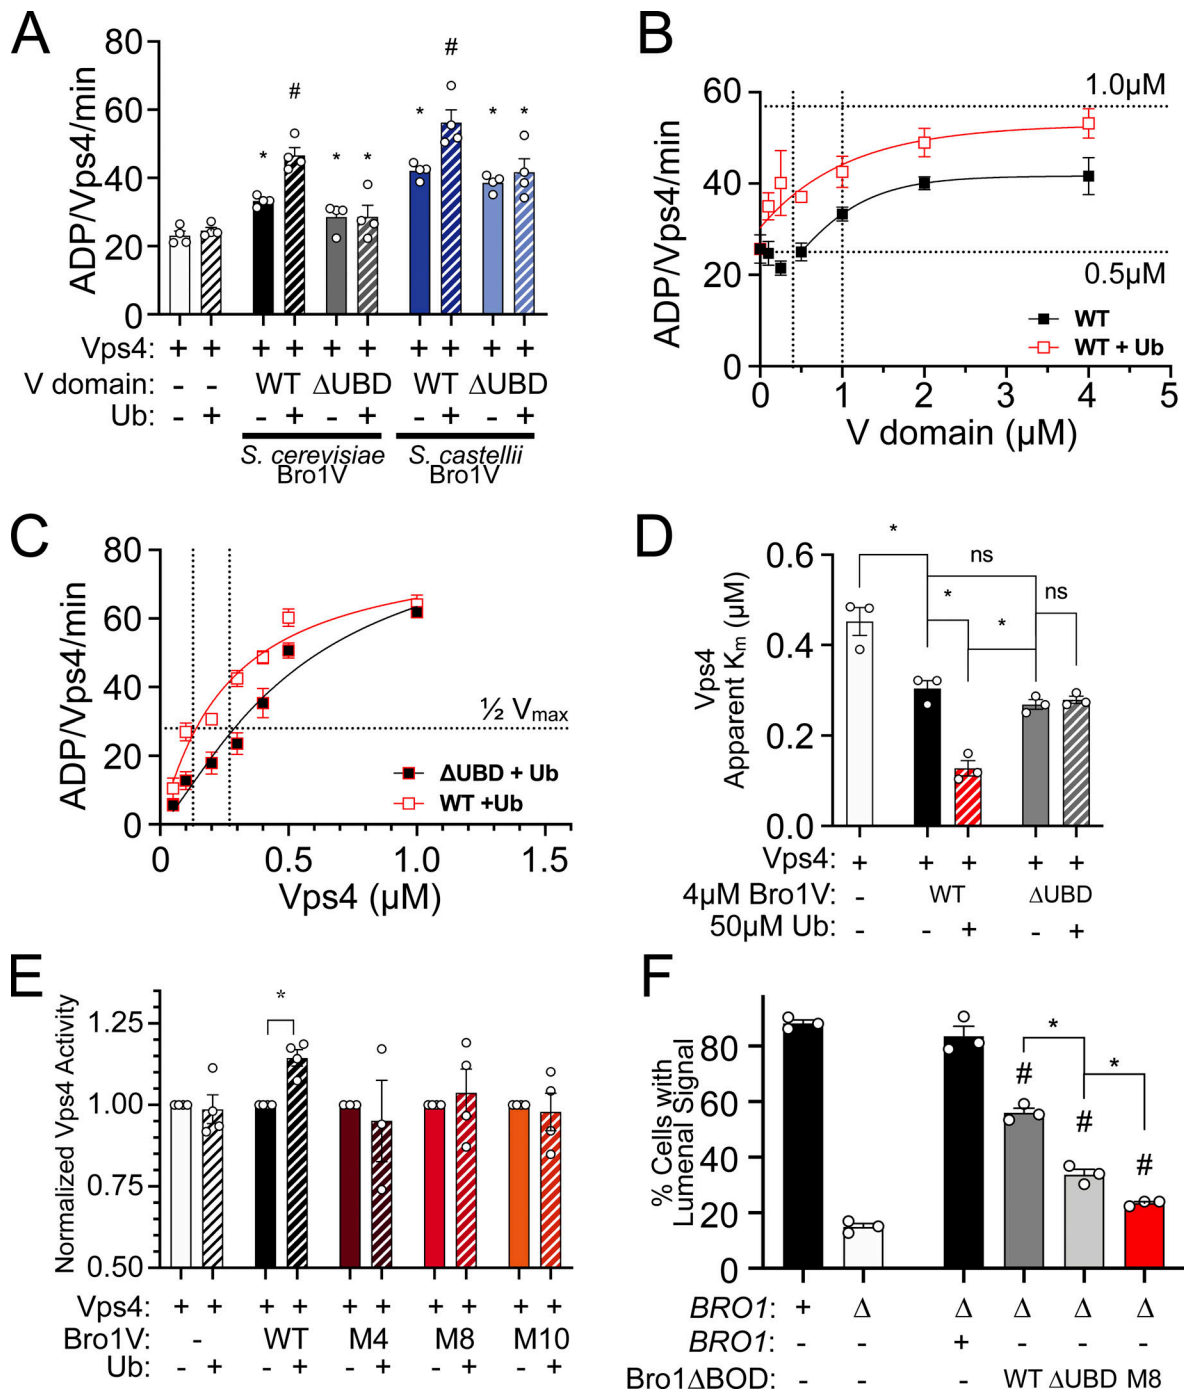 A
ADP/Vps4/min
80
60
40
20
0
* # * * * # * *
Vps4: + + + + + + + + + +
V domain: - - WT ΔUBD WT ΔUBD
Ub: - + - + - + - + - +
S. cerevisiae S. castellii
Bro1V Bro1V
B
ADP/Vps4/min
60
40
20
0
1.0µM
0.5µM
WT
WT + Ub
0 1 2 3 4 5
V domain (µM)
C
ADP/Vps4/min
80
60
40
20
0
½ Vmax
ΔUBD + Ub
WT +Ub
0 0.5 1.0 1.5
Vps4 (µM)
D
Vps4
Apparent Km (µM)
0.6
0.4
0.2
0.0
* ns
* ns
*
Vps4: + + + + +
4µM Bro1V: - WT ΔUBD
50µM Ub: - - + - +
E
Normalized Vps4 Activity
1.25
1.00
0.75
0.50
*
Vps4: + + + + + + + + + +
Bro1V: - WT M4 M8 M10
Ub: - + - + - + - + - +
F
% Cells with
Lumenal Signal
80
60
40
20
0
* *
# # #
BRO1: + Δ Δ Δ Δ Δ
BRO1: - - + - - -
Bro1ΔBOD: - - - WT ΔUBD M8